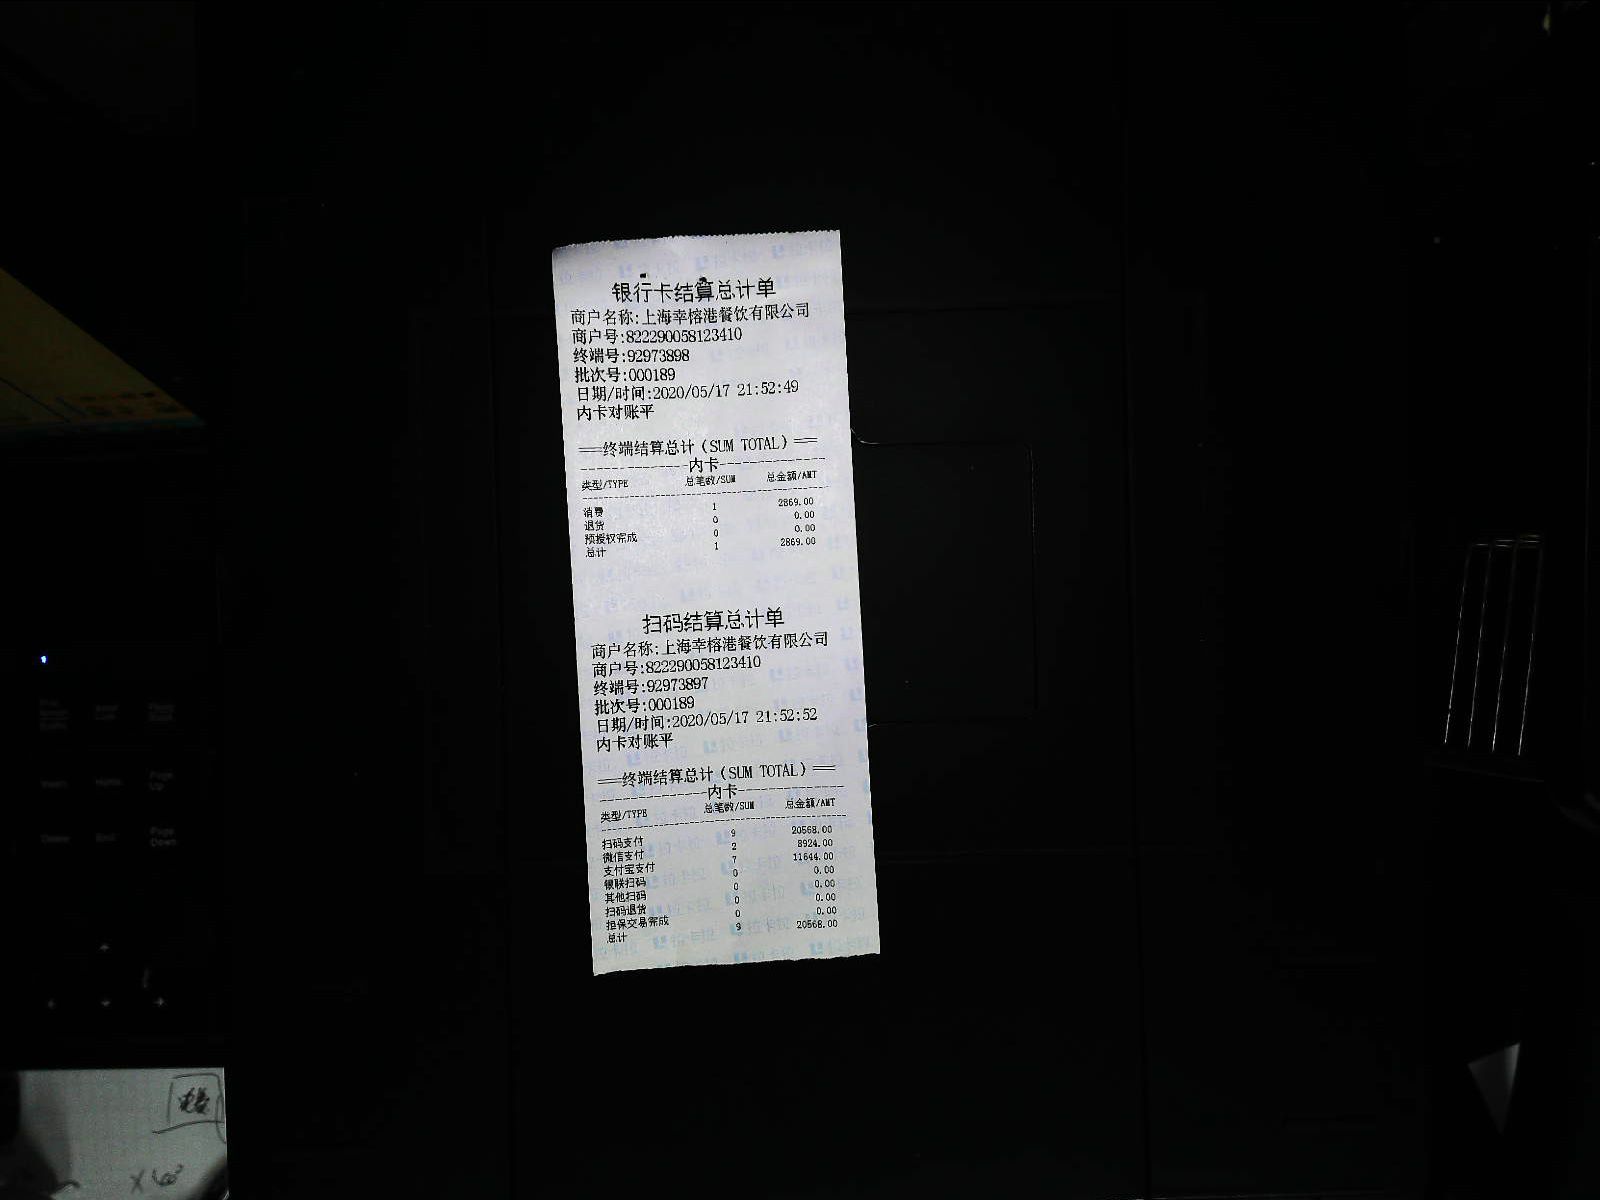 银行卡结算总计单
商户名称:上海幸榕港餐饮有限公司
商户号:822290058123410
终端号:92973898
批次号:000189
日期/时间:2020/05/17 21:52:49
内卡对账平
===终端结算总计(SUM TOTAL)===
----------------内卡----------------
类型/TYPE 总笔数/SUM 总金额/AMT
消费 1 2869.00
退货 0 0.00
预授权完成 0 0.00
总计 1 2869.00
扫码结算总计单
商户名称:上海幸榕港餐饮有限公司
商户号:822290058123410
终端号:92973897
批次号:000189
日期/时间:2020/05/17 21:52:52
内卡对账平
===终端结算总计(SUM TOTAL)===
----------------内卡----------------
类型/TYPE 总笔数/SUM 总金额/AMT
扫码支付 9 20568.00
微信支付 2 8924.00
支付宝支付 7 11644.00
银联扫码 0 0.00
其他扫码 0 0.00
扫码退货 0 0.00
担保交易完成 0 0.00
总计 9 20568.00
拉卡拉
Page Up
Delete End Page Down